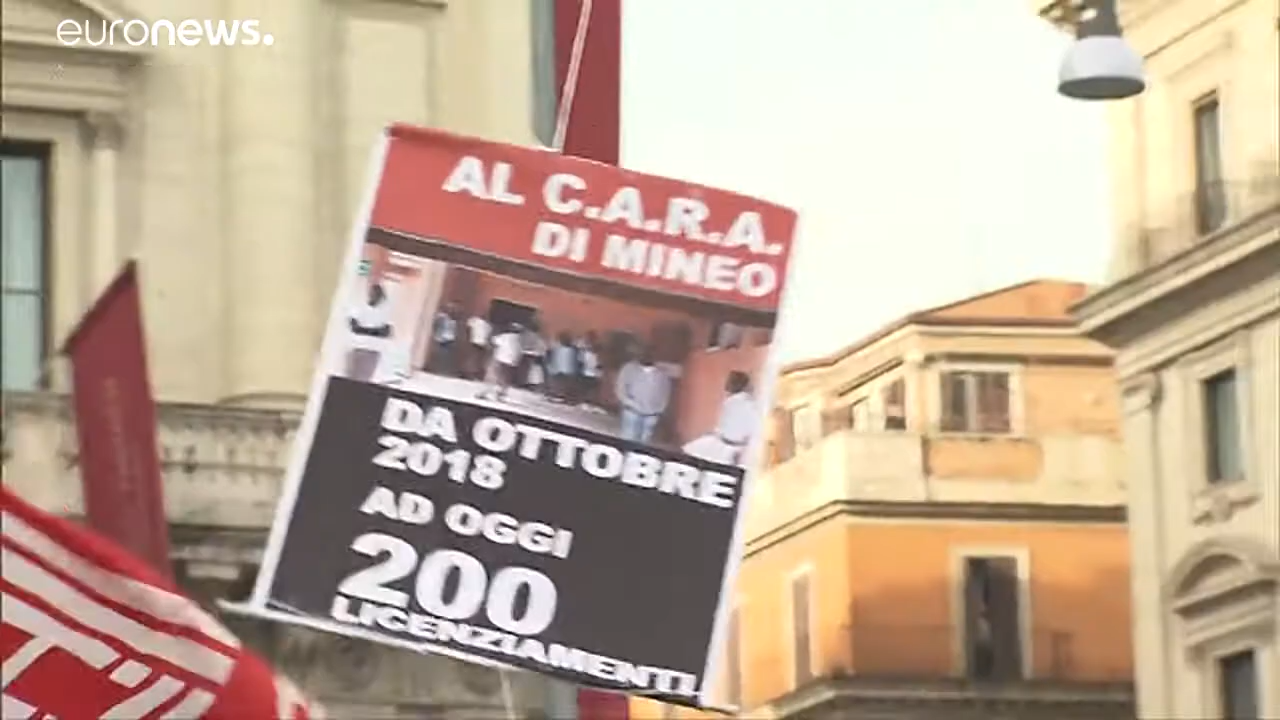 euronews.
AL C.A.R.A.
DI MINEO
DA OTTOBRE
2018
AD OGGI
200
LICENZIAMENTI